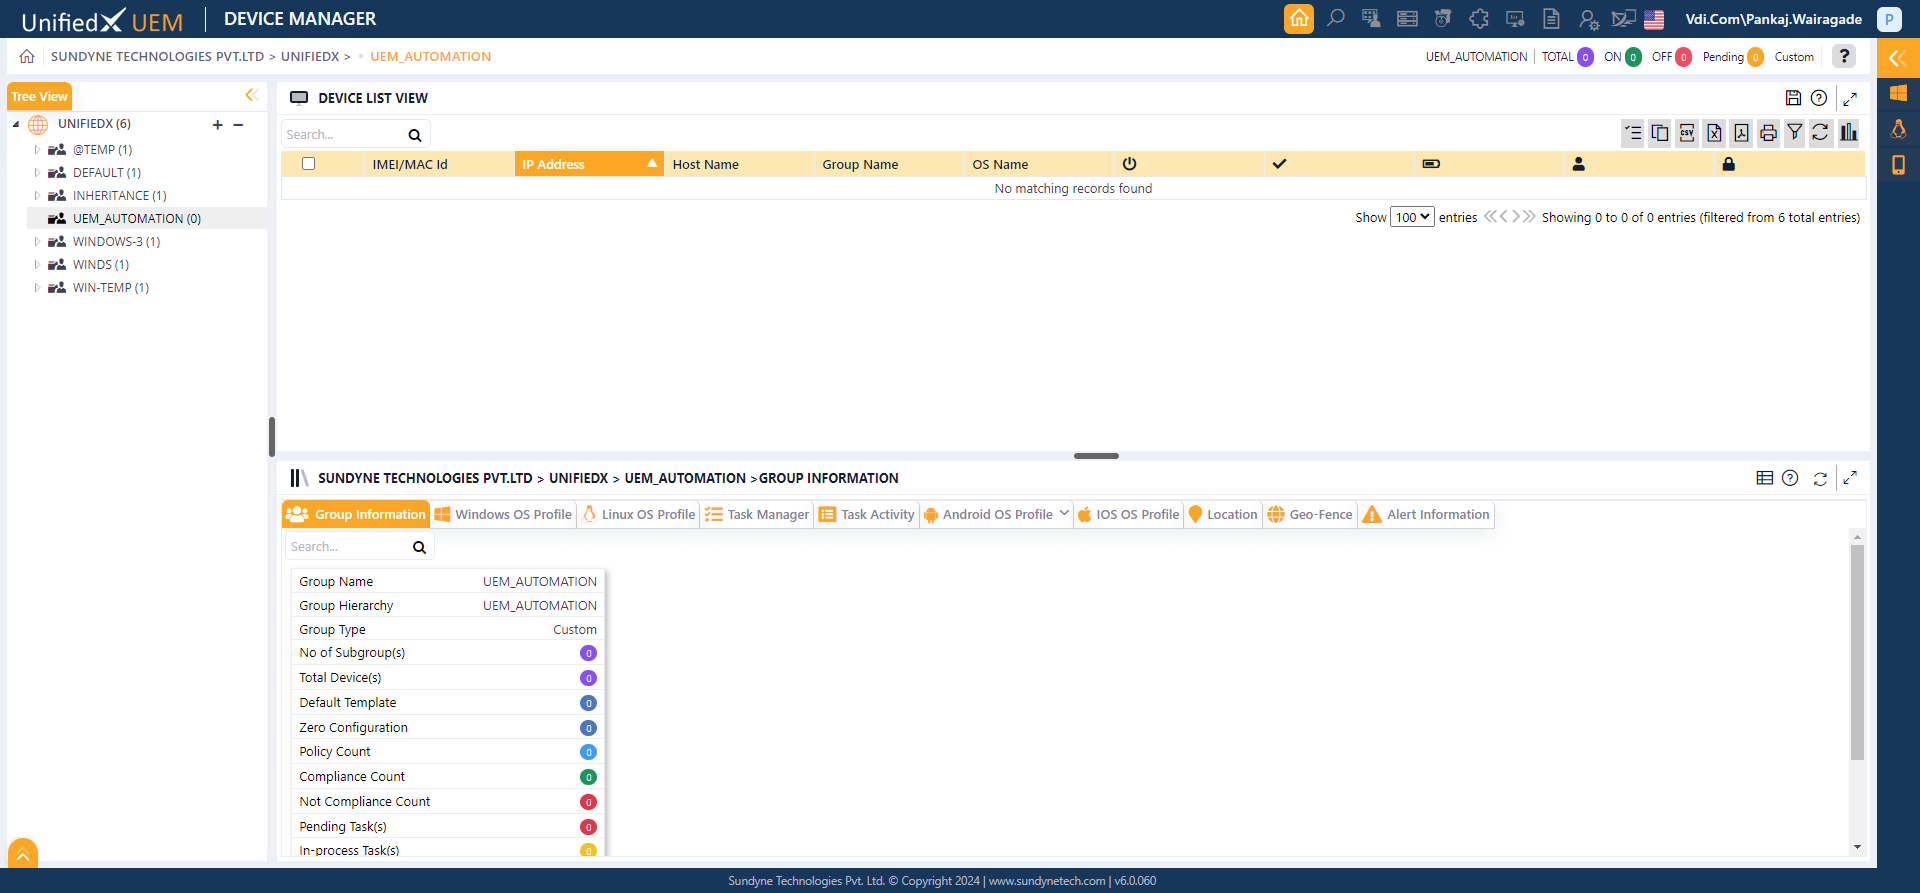 UnifiedX UEM DEVICE MANAGER Vdi.Com\Pankaj.Wairagade P
SUNDYNE TECHNOLOGIES PVT.LTD > UNIFIEDX > • UEM_AUTOMATION UEM_AUTOMATION | TOTAL 0 ON 0 OFF 0 Pending 0 Custom ?
Tree View
UNIFIEDX (6) + −
@TEMP (1)
DEFAULT (1)
INHERITANCE (1)
UEM_AUTOMATION (0)
WINDOWS-3 (1)
WINDS (1)
WIN-TEMP (1)
DEVICE LIST VIEW
Search...
CSV
IMEI/MAC Id IP Address Host Name Group Name OS Name
No matching records found
Show 100 entries Showing 0 to 0 of 0 entries (filtered from 6 total entries)
SUNDYNE TECHNOLOGIES PVT.LTD > UNIFIEDX > UEM_AUTOMATION >GROUP INFORMATION
Group Information Windows OS Profile Linux OS Profile Task Manager Task Activity Android OS Profile IOS OS Profile Location Geo-Fence Alert Information
Search...
Group Name UEM_AUTOMATION
Group Hierarchy UEM_AUTOMATION
Group Type Custom
No of Subgroup(s) 0
Total Device(s) 0
Default Template 0
Zero Configuration 0
Policy Count 0
Compliance Count 0
Not Compliance Count 0
Pending Task(s) 0
In-process Task(s) 0
Sundyne Technologies Pvt. Ltd. © Copyright 2024 | www.sundynetech.com | v6.0.060